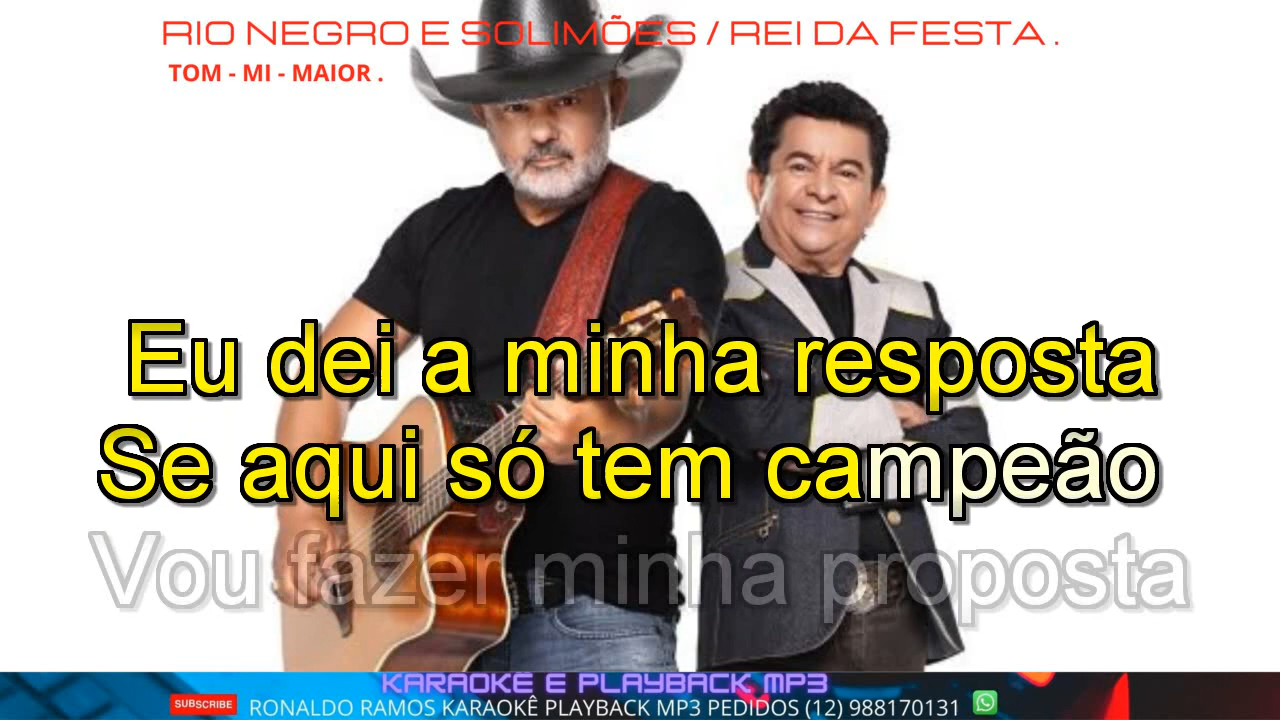 RIO NEGRO E SOLIMÕES / REI DA FESTA .
TOM - MI - MAIOR .
Eu dei a minha resposta
Se aqui só tem campeão
Vou fazer minha proposta
KARAOKE E PLAYBACK MP3
SUBSCRIBE
RONALDO RAMOS KARAOKÊ PLAYBACK MP3 PEDIDOS (12) 988170131